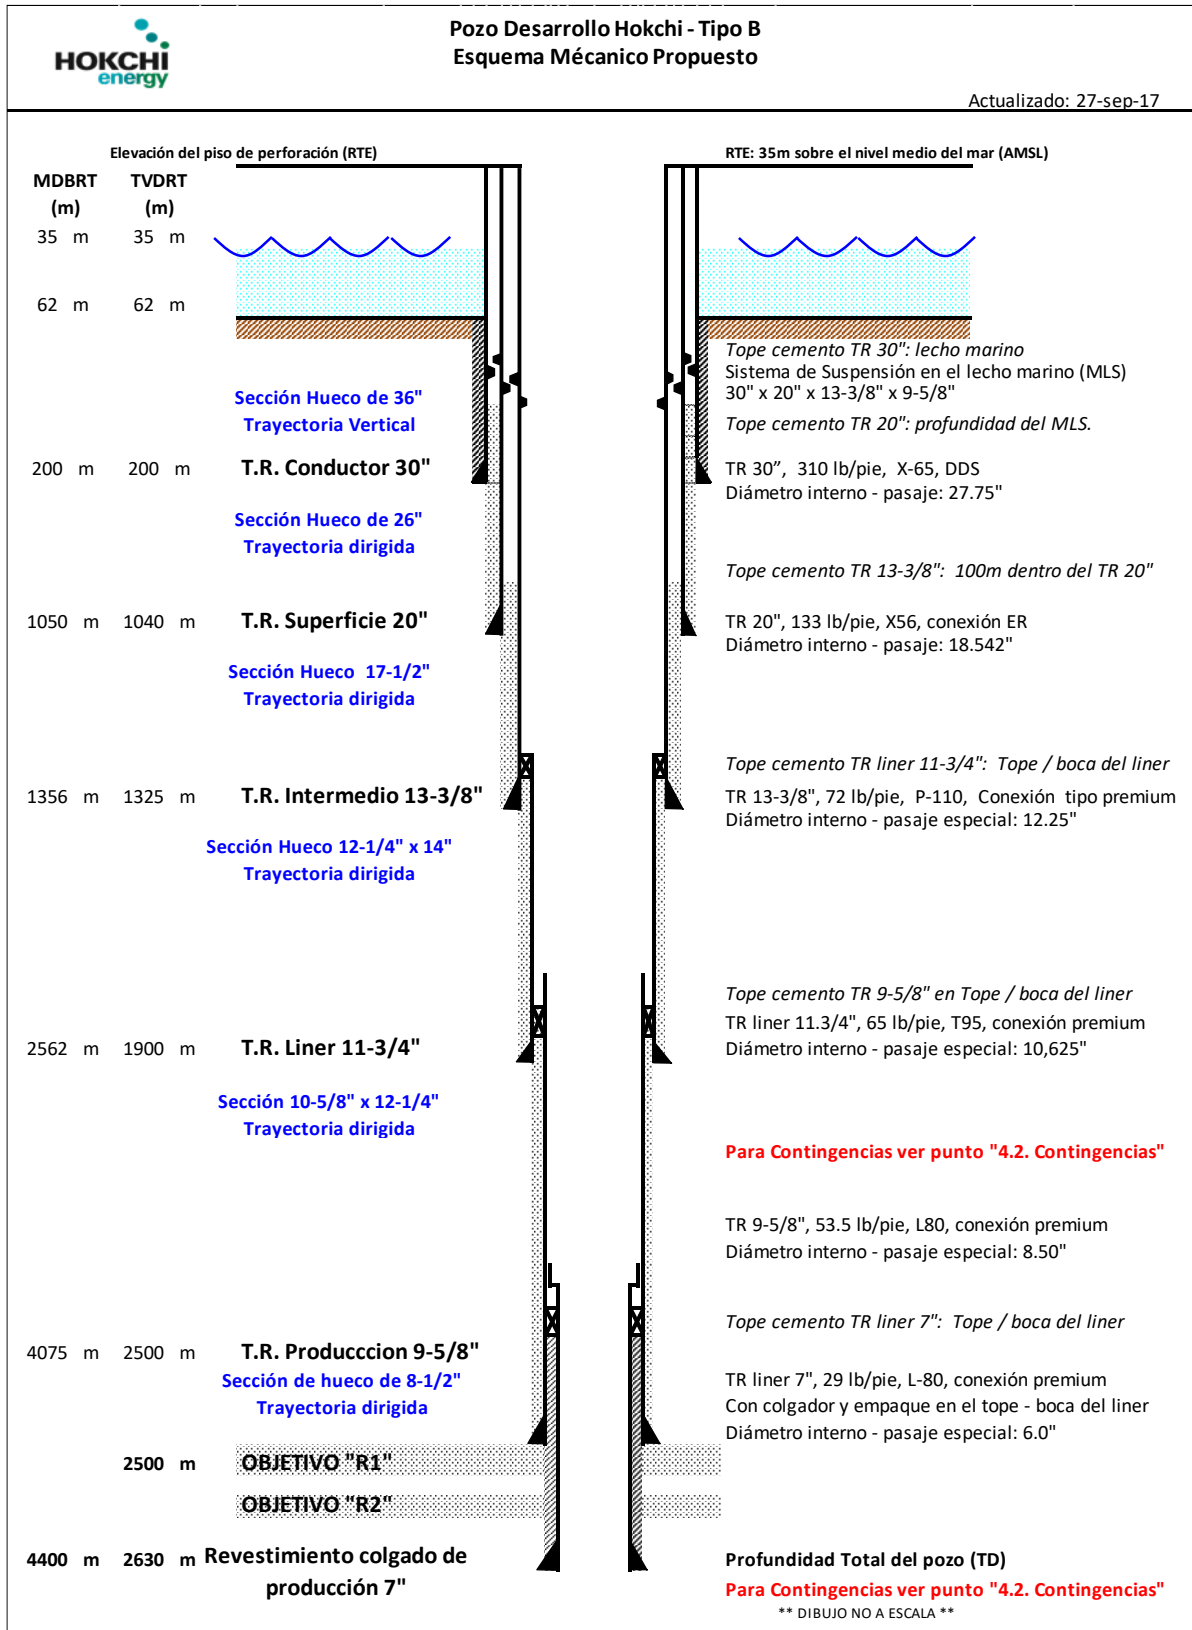 HOKCHI
energy
Pozo Desarrollo Hokchi - Tipo B
Esquema Mécanico Propuesto
Actualizado: 27-sep-17
Elevación del piso de perforación (RTE)
RTE: 35m sobre el nivel medio del mar (AMSL)
MDBRT TVDRT
(m) (m)
35 m 35 m
62 m 62 m
Tope cemento TR 30": lecho marino
Sistema de Suspensión en el lecho marino (MLS)
30" x 20" x 13-3/8" x 9-5/8"
Sección Hueco de 36"
Trayectoria Vertical
Tope cemento TR 20": profundidad del MLS.
200 m 200 m T.R. Conductor 30"
TR 30”, 310 lb/pie, X-65, DDS
Diámetro interno - pasaje: 27.75"
Sección Hueco de 26"
Trayectoria dirigida
Tope cemento TR 13-3/8": 100m dentro del TR 20"
1050 m 1040 m T.R. Superficie 20"
TR 20", 133 lb/pie, X56, conexión ER
Diámetro interno - pasaje: 18.542"
Sección Hueco 17-1/2"
Trayectoria dirigida
Tope cemento TR liner 11-3/4": Tope / boca del liner
1356 m 1325 m T.R. Intermedio 13-3/8"
TR 13-3/8", 72 lb/pie, P-110, Conexión tipo premium
Diámetro interno - pasaje especial: 12.25"
Sección Hueco 12-1/4" x 14"
Trayectoria dirigida
Tope cemento TR 9-5/8" en Tope / boca del liner
TR liner 11.3/4", 65 lb/pie, T95, conexión premium
2562 m 1900 m T.R. Liner 11-3/4"
Diámetro interno - pasaje especial: 10,625"
Sección 10-5/8" x 12-1/4"
Trayectoria dirigida
Para Contingencias ver punto "4.2. Contingencias"
TR 9-5/8", 53.5 lb/pie, L80, conexión premium
Diámetro interno - pasaje especial: 8.50"
Tope cemento TR liner 7": Tope / boca del liner
4075 m 2500 m T.R. Producccion 9-5/8"
Sección de hueco de 8-1/2"
Trayectoria dirigida
TR liner 7", 29 lb/pie, L-80, conexión premium
Con colgador y empaque en el tope - boca del liner
Diámetro interno - pasaje especial: 6.0"
2500 m OBJETIVO "R1"
OBJETIVO "R2"
4400 m 2630 m Revestimiento colgado de
producción 7"
Profundidad Total del pozo (TD)
Para Contingencias ver punto "4.2. Contingencias"
** DIBUJO NO A ESCALA **